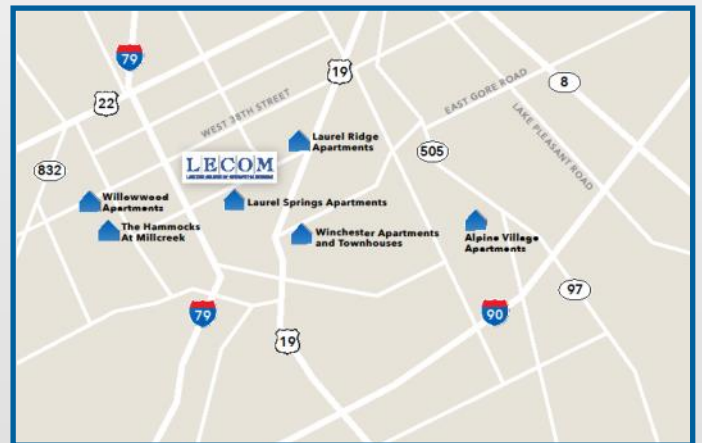 79
19
22
8
WEST 38TH STREET
EAST GORE ROAD
LAKE PLEASANT ROAD
Laurel Ridge
Apartments
505
832
LECOM
Willowwood
Apartments
Laurel Springs Apartments
The Hammocks
At Millcreek
Winchester Apartments
and Townhouses
Alpine Village
Apartments
97
79
90
19